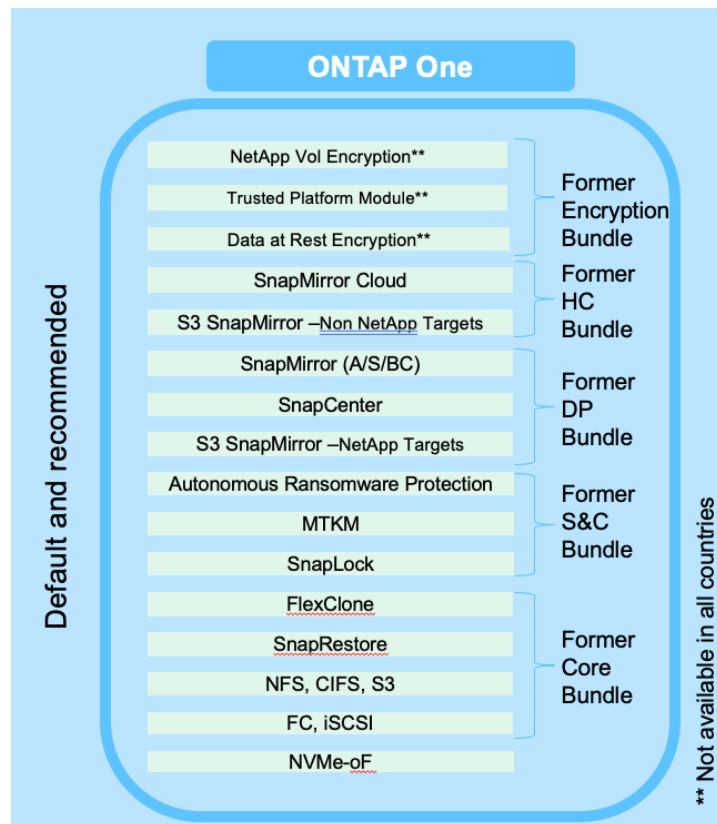 ONTAP One
Default and recommended
NetApp Vol Encryption**
Trusted Platform Module**
Data at Rest Encryption**
Former
Encryption
Bundle
SnapMirror Cloud
S3 SnapMirror –Non NetApp Targets
Former
HC
Bundle
SnapMirror (A/S/BC)
SnapCenter
S3 SnapMirror –NetApp Targets
Former
DP
Bundle
Autonomous Ransomware Protection
MTKM
SnapLock
Former
S&C
Bundle
FlexClone
SnapRestore
NFS, CIFS, S3
FC, iSCSI
Former
Core
Bundle
NVMe-oF
** Not available in all countries